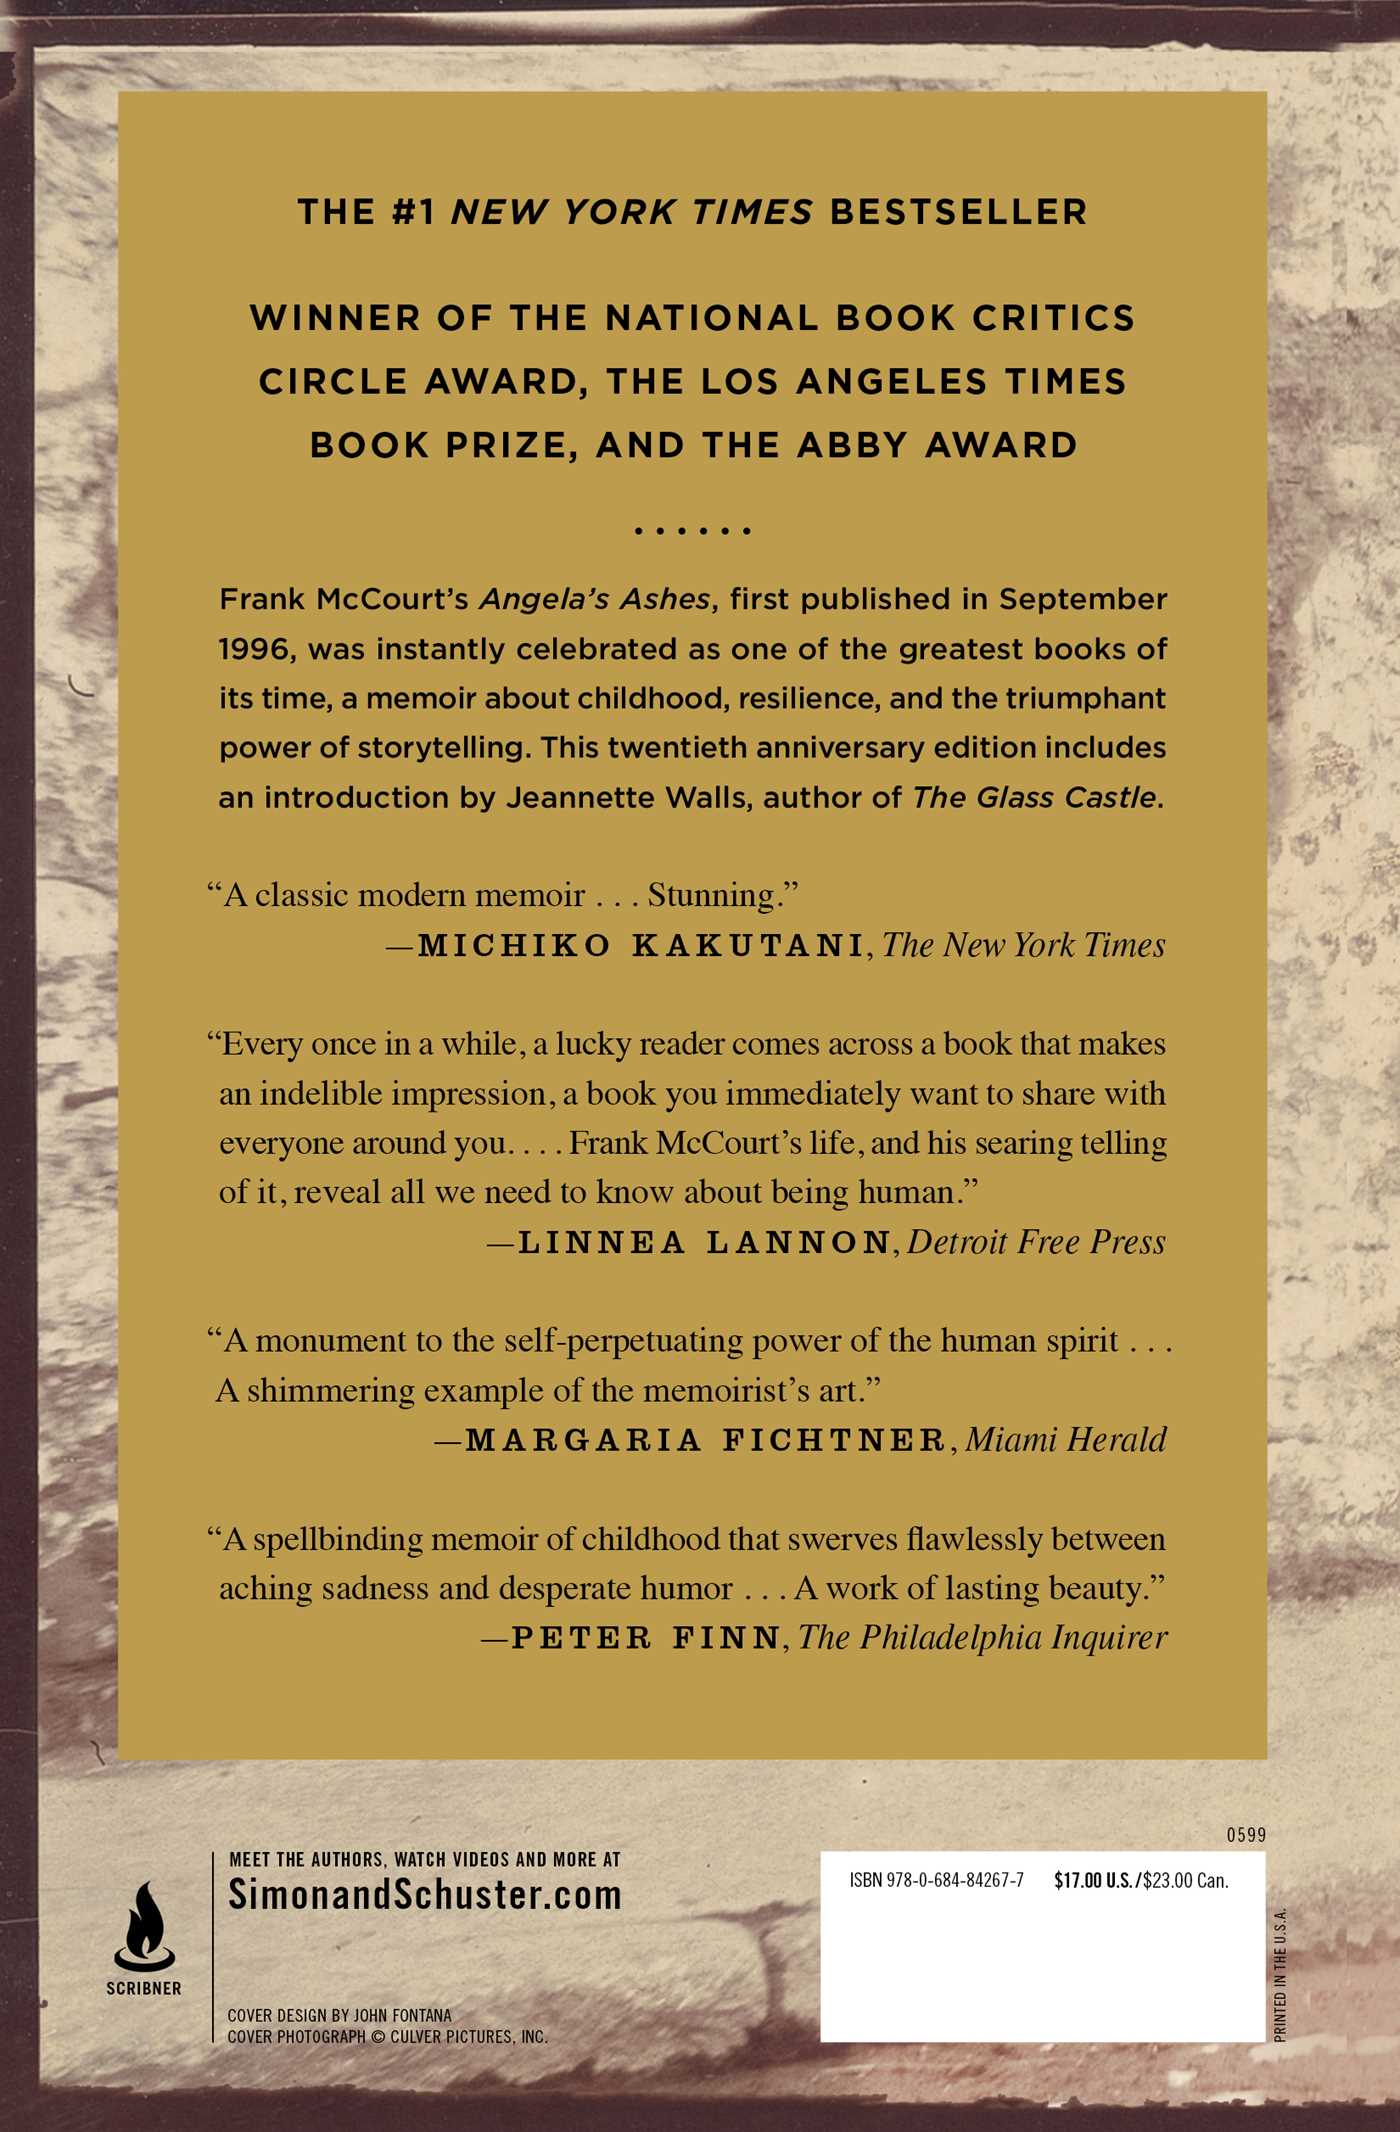 THE #1 NEW YORK TIMES BESTSELLER
WINNER OF THE NATIONAL BOOK CRITICS
CIRCLE AWARD, THE LOS ANGELES TIMES
BOOK PRIZE, AND THE ABBY AWARD
......
Frank McCourt’s Angela’s Ashes, first published in September
1996, was instantly celebrated as one of the greatest books of
its time, a memoir about childhood, resilience, and the triumphant
power of storytelling. This twentieth anniversary edition includes
an introduction by Jeannette Walls, author of The Glass Castle.
“A classic modern memoir . . . Stunning.”
—MICHIKO KAKUTANI, The New York Times
“Every once in a while, a lucky reader comes across a book that makes
an indelible impression, a book you immediately want to share with
everyone around you. . . . Frank McCourt’s life, and his searing telling
of it, reveal all we need to know about being human.”
—LINNEA LANNON, Detroit Free Press
“A monument to the self-perpetuating power of the human spirit . . .
A shimmering example of the memoirist’s art.”
—MARGARIA FICHTNER, Miami Herald
“A spellbinding memoir of childhood that swerves flawlessly between
aching sadness and desperate humor . . . A work of lasting beauty.”
—PETER FINN, The Philadelphia Inquirer
MEET THE AUTHORS, WATCH VIDEOS AND MORE AT
SimonandSchuster.com
SCRIBNER
COVER DESIGN BY JOHN FONTANA
COVER PHOTOGRAPH © CULVER PICTURES, INC.
0599
ISBN 978-0-684-84267-7 $17.00 U.S./$23.00 Can.
PRINTED IN THE U.S.A.